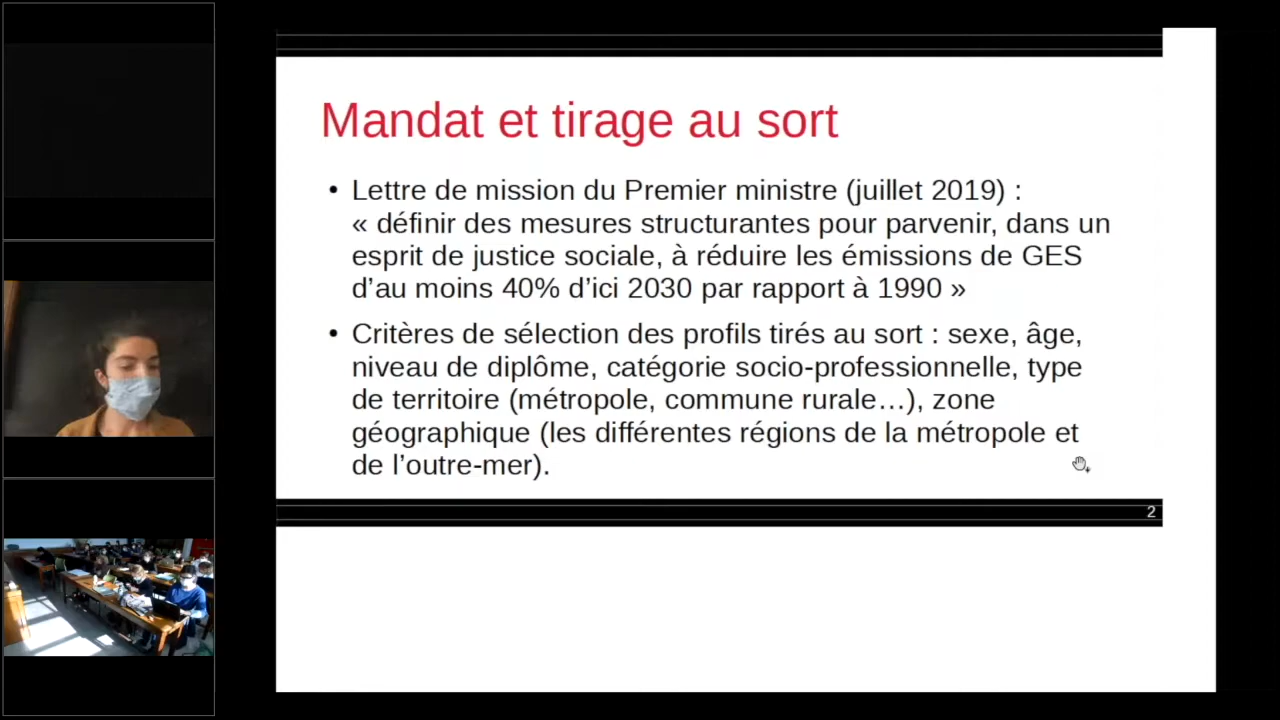 Mandat et tirage au sort
• Lettre de mission du Premier ministre (juillet 2019) :
« définir des mesures structurantes pour parvenir, dans un
esprit de justice sociale, à réduire les émissions de GES
d’au moins 40% d’ici 2030 par rapport à 1990 »
• Critères de sélection des profils tirés au sort : sexe, âge,
niveau de diplôme, catégorie socio-professionnelle, type
de territoire (métropole, commune rurale…), zone
géographique (les différentes régions de la métropole et
de l’outre-mer).
2